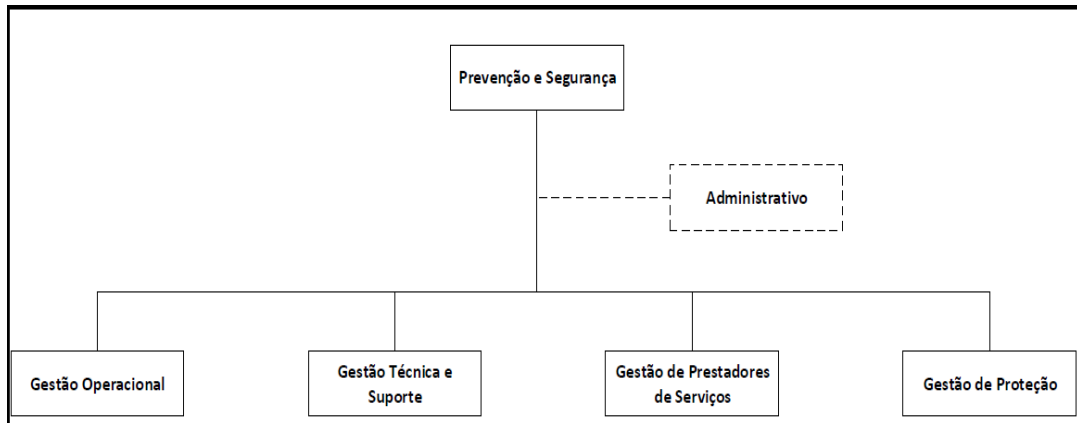 Prevenção e Segurança
Administrativo
Gestão Operacional
Gestão Técnica e
Suporte
Gestão de Prestadores
de Serviços
Gestão de Proteção